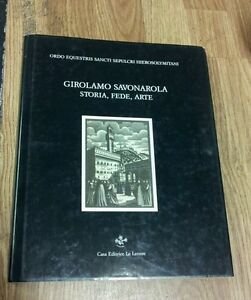 ORDO EQUESTRIS SANCTI SEPULCRI HIEROSOLYMITANI
GIROLAMO SAVONAROLA
STORIA, FEDE, ARTE
Casa Editrice Le Lettere